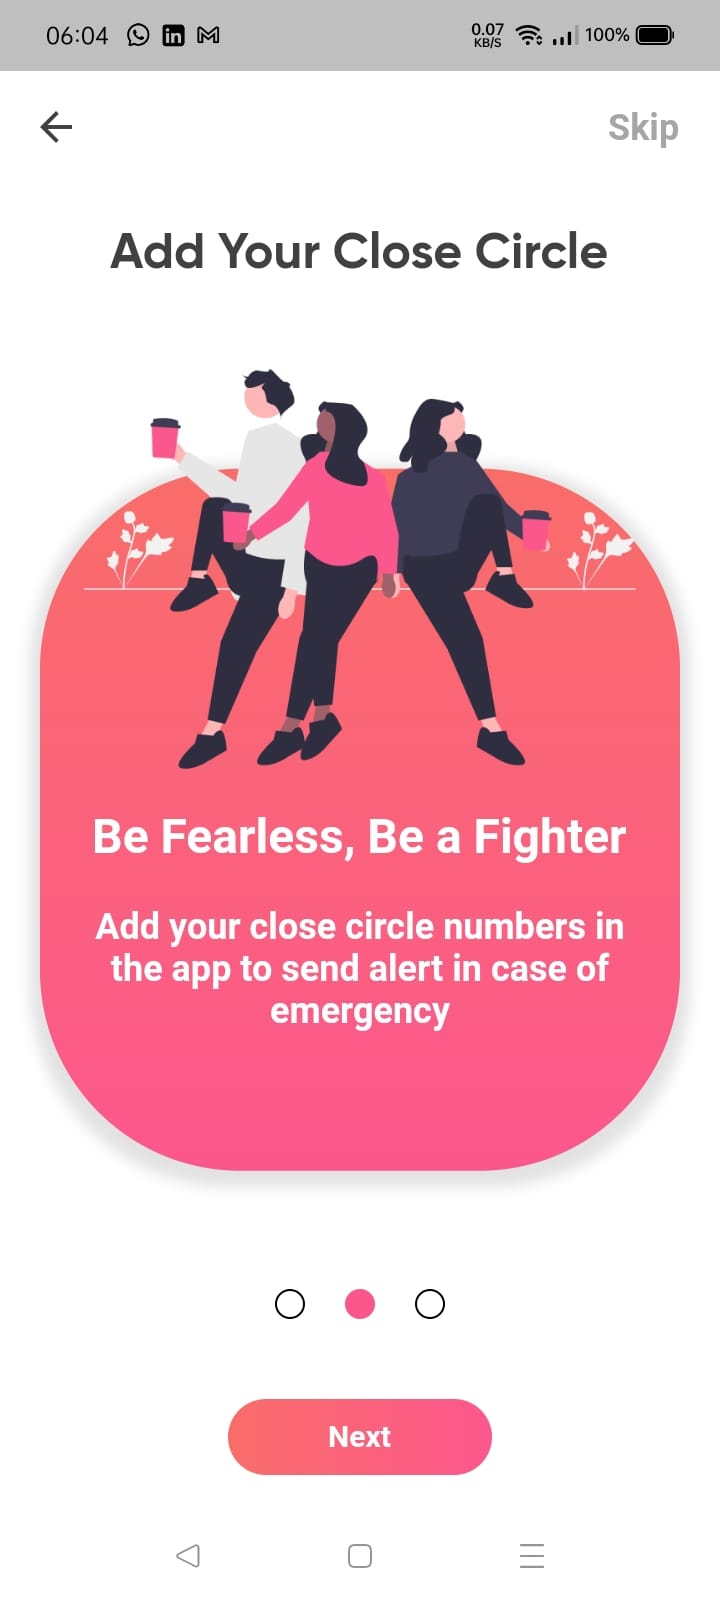 06:04
0.07
KB/S
100%
Skip
Add Your Close Circle
Be Fearless, Be a Fighter
Add your close circle numbers in
the app to send alert in case of
emergency
Next